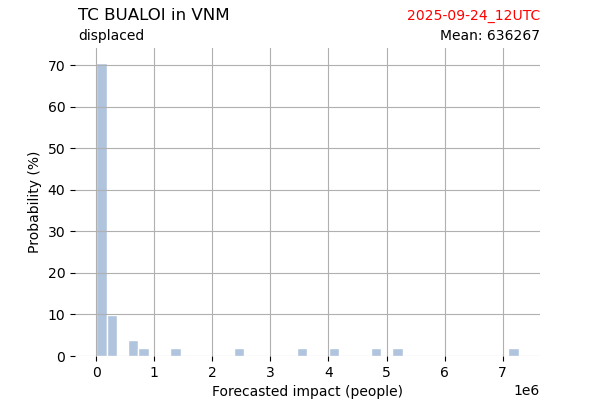 TC BUALOI in VNM
2025-09-24_12UTC
displaced
Mean: 636267
Probability (%)
70
60
50
40
30
20
10
0
0 1 2 3 4 5 6 7
1e6
Forecasted impact (people)